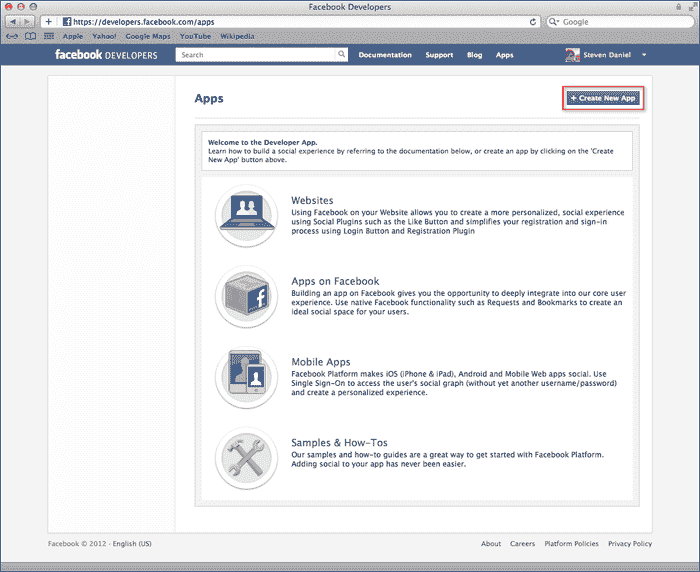 Facebook Developers
https://developers.facebook.com/apps
Google
Apple Yahoo! Google Maps YouTube Wikipedia
facebook DEVELOPERS Search Documentation Support Blog Apps Steven Daniel
Apps
+ Create New App
Welcome to the Developer App.
Learn how to build a social experience by referring to the documentation below, or create an app by clicking on the 'Create
New App' button above.
Websites
Using Facebook on your Website allows you to create a more personalized, social experience
using Social Plugins such as the Like Button and simplifies your registration and sign-in
process using Login Button and Registration Plugin
Apps on Facebook
Building an app on Facebook gives you the opportunity to deeply integrate into our core user
experience. Use native Facebook functionality such as Requests and Bookmarks to create an
ideal social space for your users.
Mobile Apps
Facebook Platform makes iOS (iPhone & iPad), Android and Mobile Web apps social. Use
Single Sign-On to access the user's social graph (without yet another username/password)
and create a personalized experience.
Samples & How-Tos
Our samples and how-to guides are a great way to get started with Facebook Platform.
Adding social to your app has never been easier.
Facebook © 2012 · English (US) About Careers Platform Policies Privacy Policy